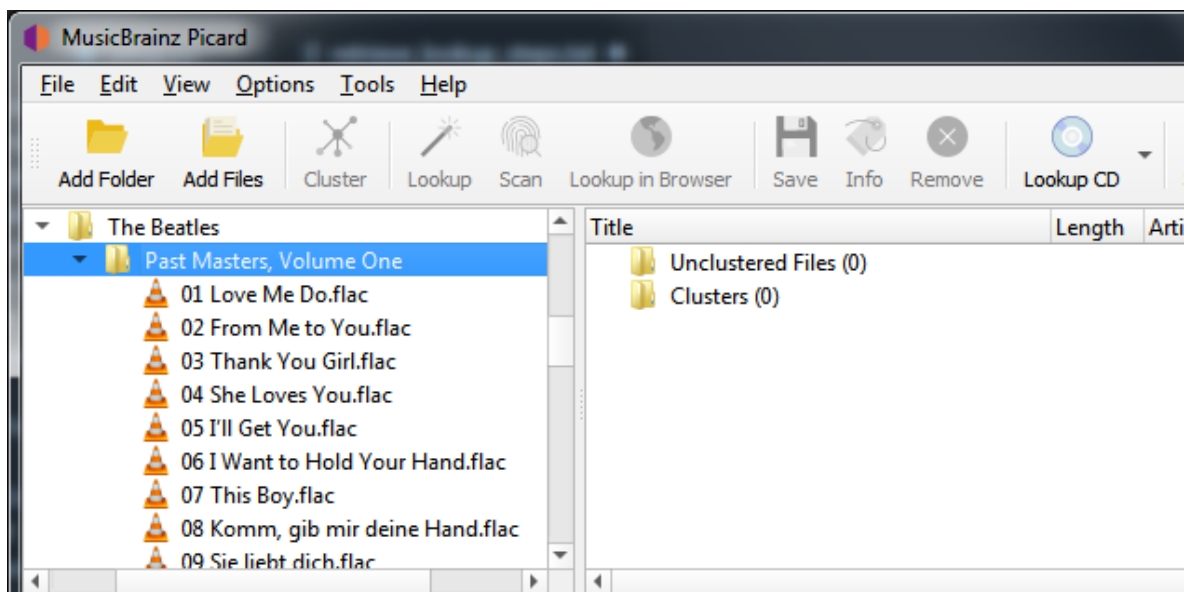 MusicBrainz Picard
File Edit View Options Tools Help
Add Folder Add Files Cluster Lookup Scan Lookup in Browser Save Info Remove Lookup CD
The Beatles
Past Masters, Volume One
01 Love Me Do.flac
02 From Me to You.flac
03 Thank You Girl.flac
04 She Loves You.flac
05 I'll Get You.flac
06 I Want to Hold Your Hand.flac
07 This Boy.flac
08 Komm, gib mir deine Hand.flac
09 Sie liebt dich.flac
Title Length Arti
Unclustered Files (0)
Clusters (0)